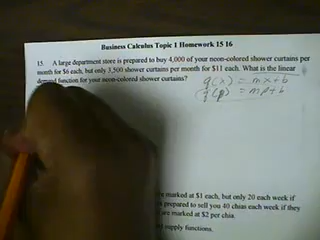 Business Calculus Topic 1 Homework 15 16
15. A large department store is prepared to buy 4,000 of your neon-colored shower curtains per
month for $6 each, but only 3,500 shower curtains per month for $11 each. What is the linear
demand function for your neon-colored shower curtains?
q(x) = mx+b
q(p) = mp+b
are marked at $1 each, but only 20 each week if
prepared to sell you 40 chias each week if they
are marked at $2 per chia
supply functions.